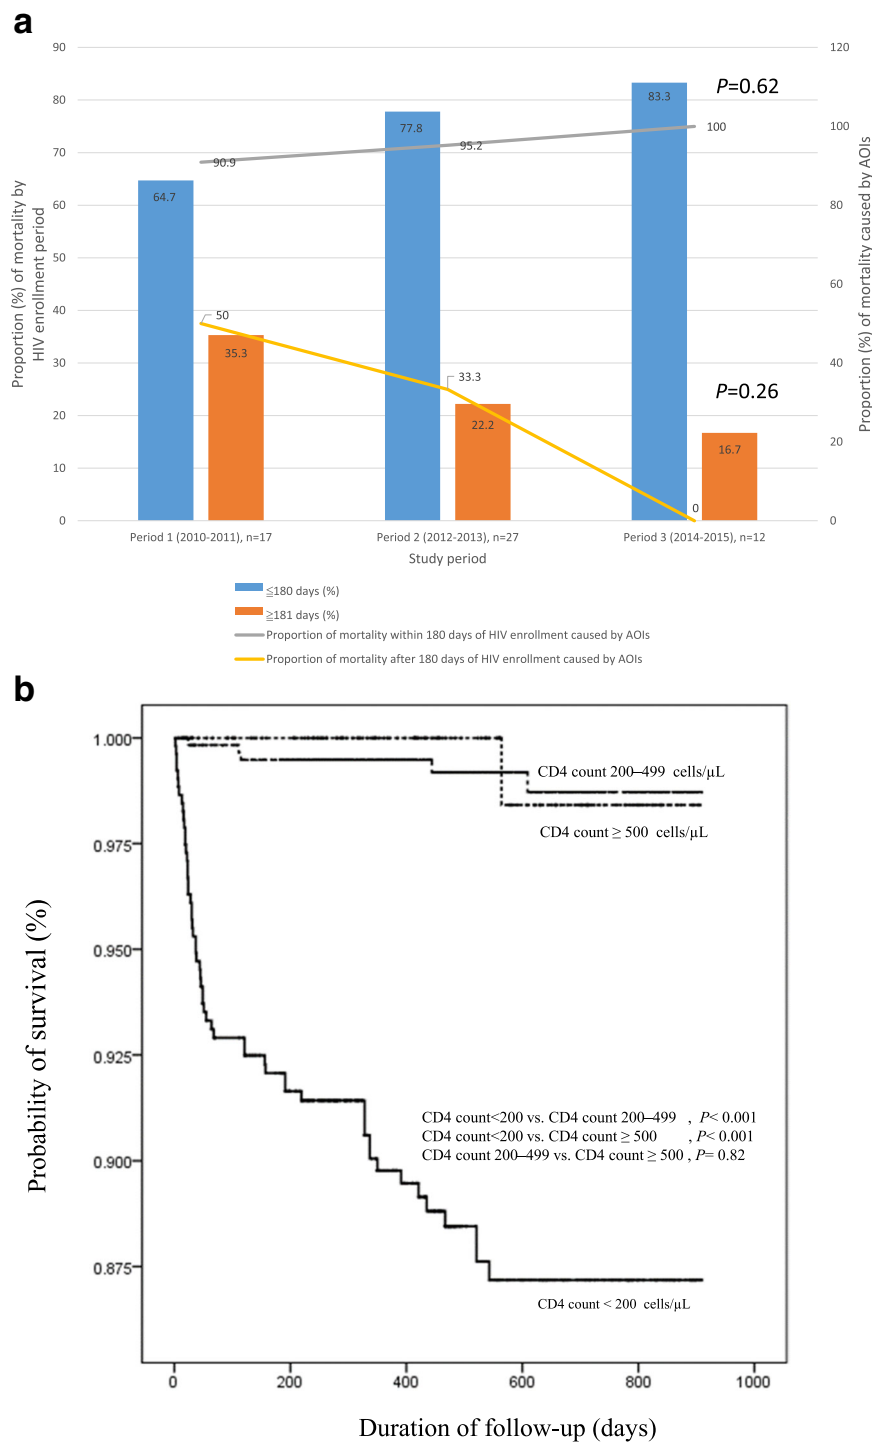 a
90
80
70
60
50
40
30
20
10
0
Proportion (%) of mortality by
HIV enrollment period
120
100
80
60
40
20
0
Proportion (%) of mortality caused by AOIs
P=0.62
P=0.26
64.7
77.8
83.3
90.9
95.2
100
50
33.3
0
35.3
22.2
16.7
Period 1 (2010-2011), n=17
Period 2 (2012-2013), n=27
Period 3 (2014-2015), n=12
Study period
≦180 days (%)
≧181 days (%)
Proportion of mortality within 180 days of HIV enrollment caused by AOIs
Proportion of mortality after 180 days of HIV enrollment caused by AOIs
b
Probability of survival (%)
1.000
0.975
0.950
0.925
0.900
0.875
CD4 count 200–499 cells/µL
CD4 count ≥ 500 cells/µL
CD4 count<200 vs. CD4 count 200–499 , P< 0.001
CD4 count<200 vs. CD4 count ≥ 500 , P< 0.001
CD4 count 200–499 vs. CD4 count ≥ 500 , P= 0.82
CD4 count < 200 cells/µL
0
200
400
600
800
1000
Duration of follow-up (days)